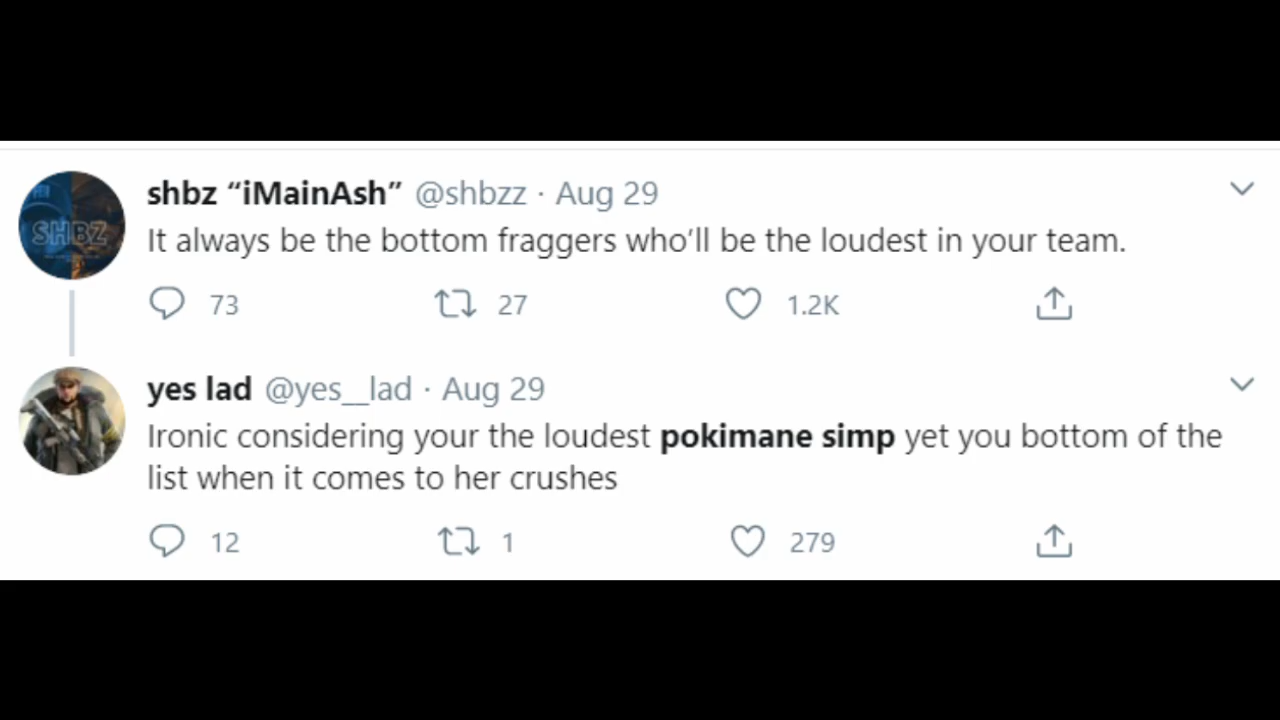 shbz “iMainAsh” @shbzz · Aug 29
It always be the bottom fraggers who’ll be the loudest in your team.
73 27 1.2K
SHBZ
yes lad @yes__lad · Aug 29
Ironic considering your the loudest pokimane simp yet you bottom of the
list when it comes to her crushes
12 1 279